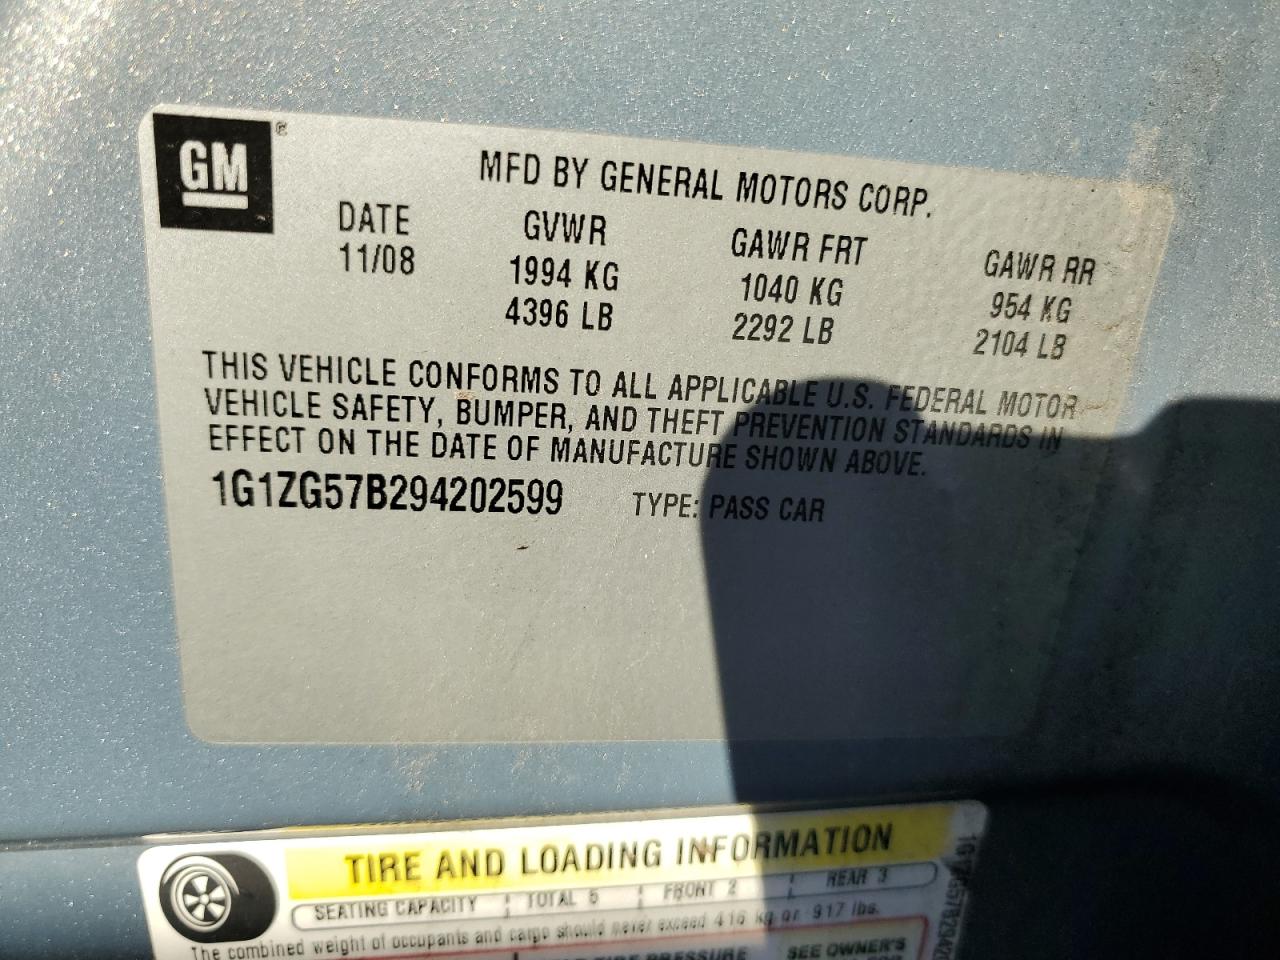 GM®
MFD BY GENERAL MOTORS CORP.
DATE GVWR GAWR FRT GAWR RR
11/08 1994 KG 1040 KG 954 KG
4396 LB 2292 LB 2104 LB
THIS VEHICLE CONFORMS TO ALL APPLICABLE U.S. FEDERAL MOTOR
VEHICLE SAFETY, BUMPER, AND THEFT PREVENTION STANDARDS IN
EFFECT ON THE DATE OF MANUFACTURE SHOWN ABOVE.
1G1ZG57B294202599 TYPE: PASS CAR
TIRE AND LOADING INFORMATION
SEATING CAPACITY TOTAL 5 FRONT 2 REAR 3
The combined weight of occupants and cargo should never exceed 416 kg or 917 lbs.
TIRE PRESSURE SEE OWNER'S